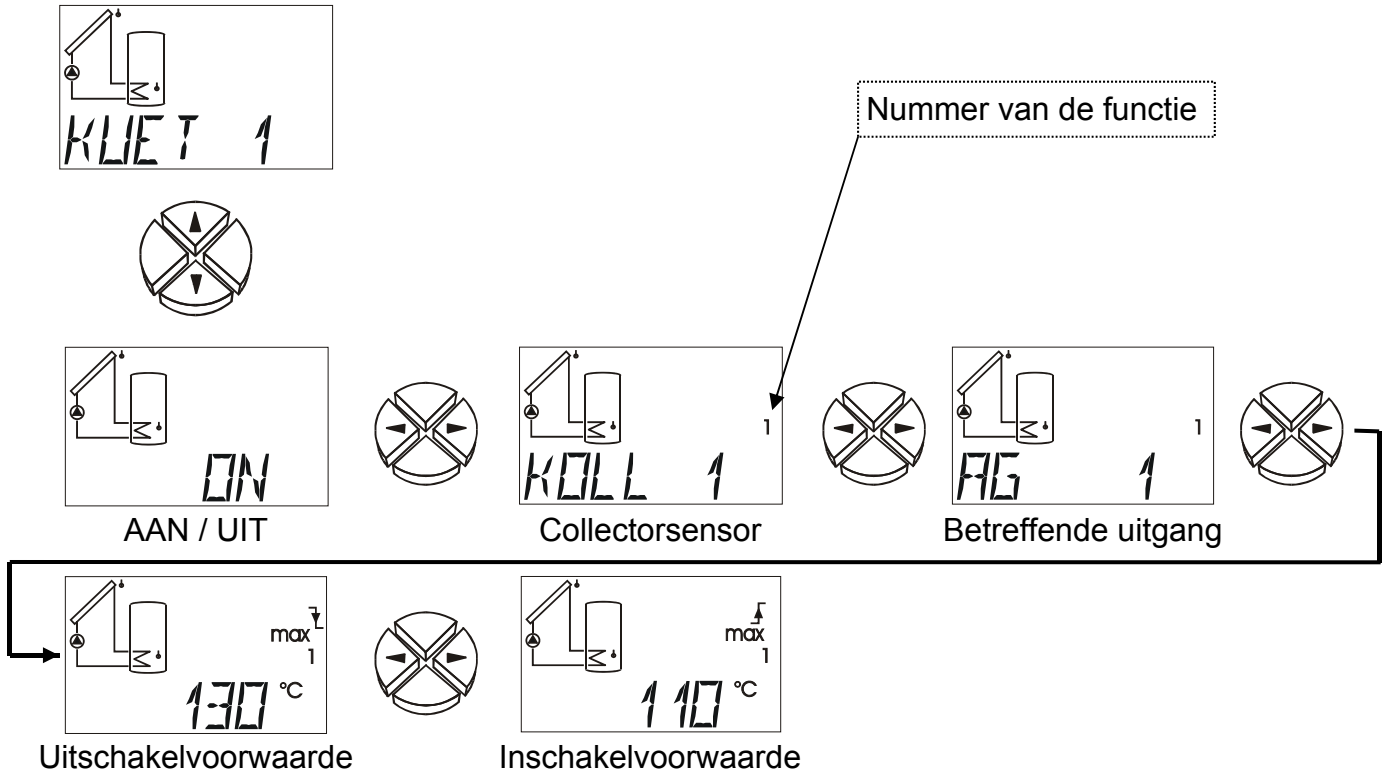 KUET 1
Nummer van de functie
ON
AAN / UIT
KOLL 1
1
Collectorsensor
AG 1
1
Betreffende uitgang
max
1
130 °C
Uitschakelvoorwaarde
max
1
110 °C
Inschakelvoorwaarde